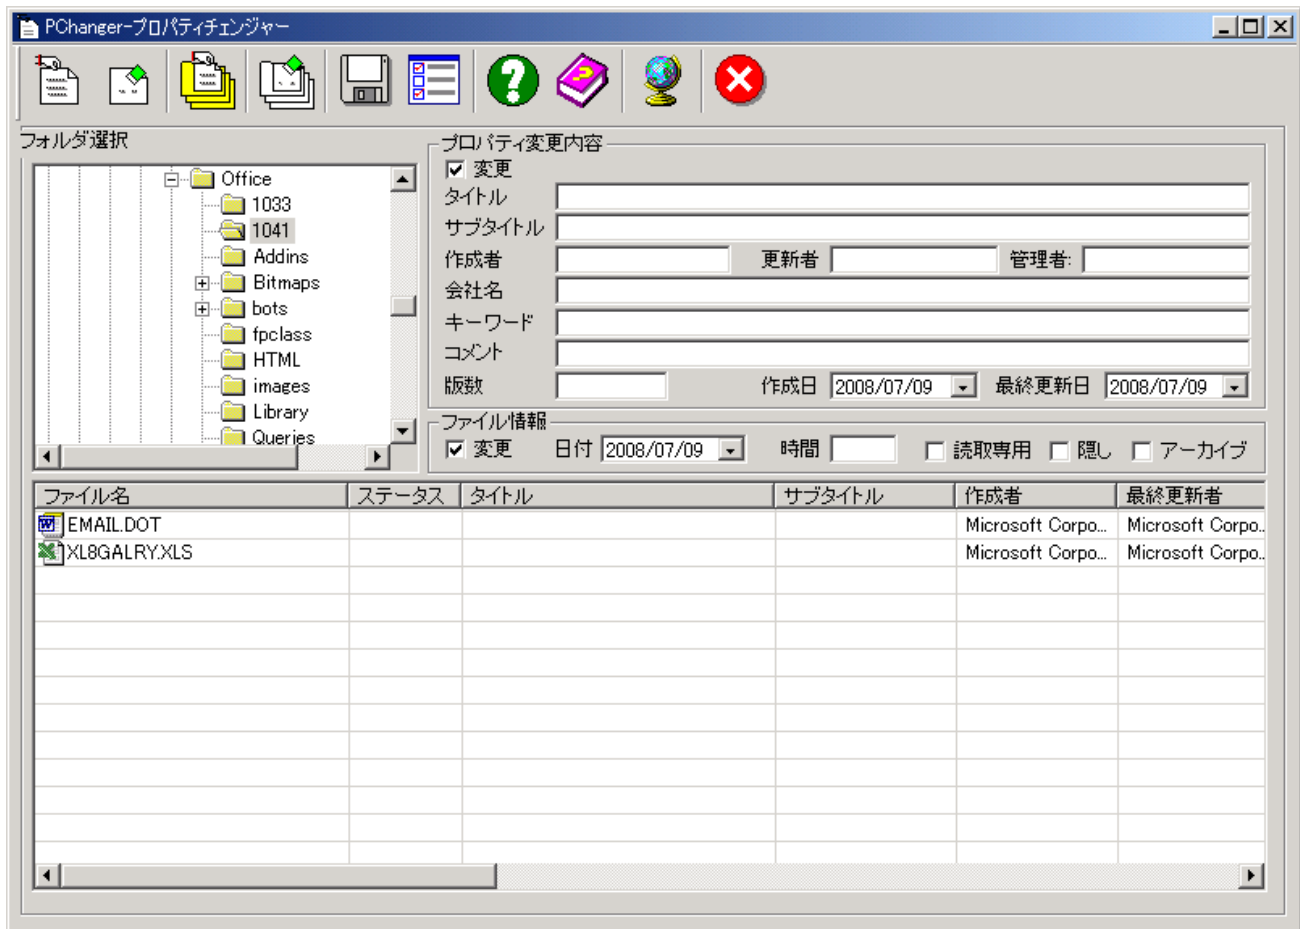 PChanger-プロパティチェンジャー
フォルダ選択
Office
1033
1041
Addins
Bitmaps
bots
fpclass
HTML
images
Library
Queries
プロパティ変更内容
変更
タイトル
サブタイトル
作成者 更新者 管理者:
会社名
キーワード
コメント
版数 作成日 2008/07/09 最終更新日 2008/07/09
ファイル情報
変更 日付 2008/07/09 時間 読取専用 隠し アーカイブ
ファイル名 ステータス タイトル サブタイトル 作成者 最終更新者
EMAIL.DOT Microsoft Corpo... Microsoft Corpo..
XL8GALRY.XLS Microsoft Corpo... Microsoft Corpo..